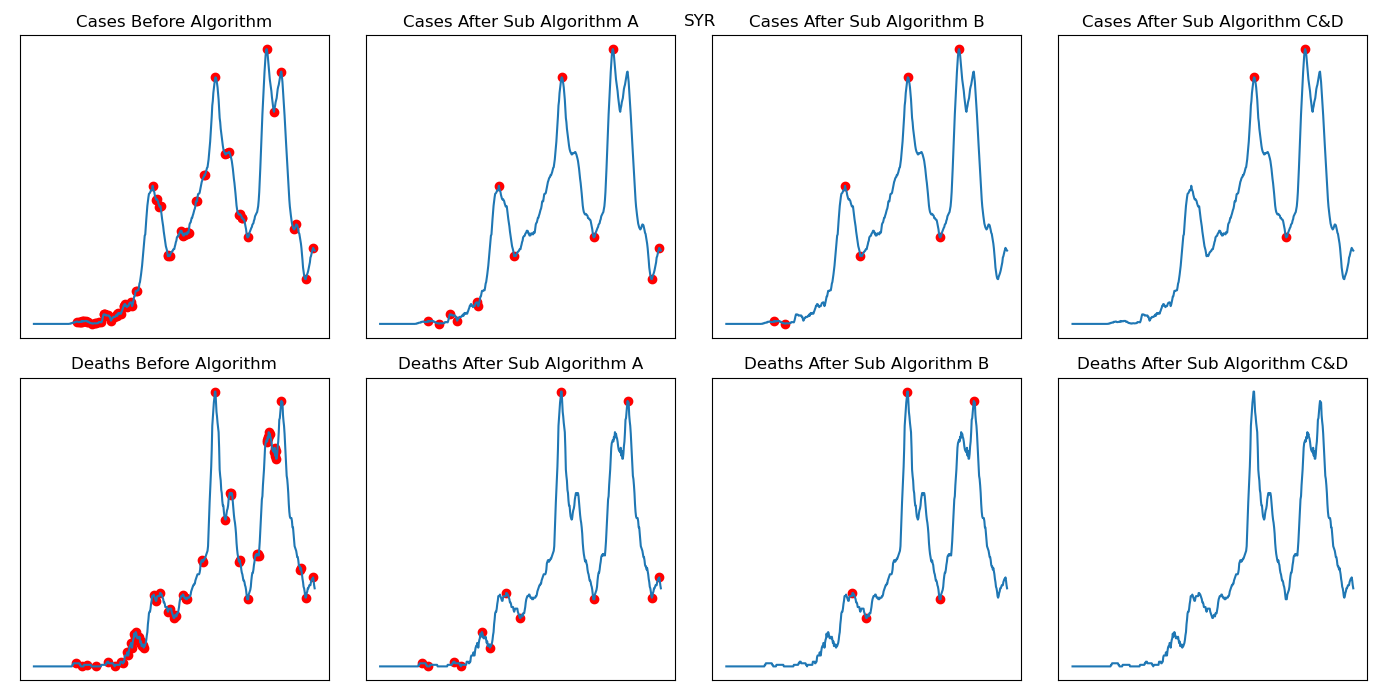 SYR
Cases Before Algorithm
Cases After Sub Algorithm A
Cases After Sub Algorithm B
Cases After Sub Algorithm C&D
Deaths Before Algorithm
Deaths After Sub Algorithm A
Deaths After Sub Algorithm B
Deaths After Sub Algorithm C&D